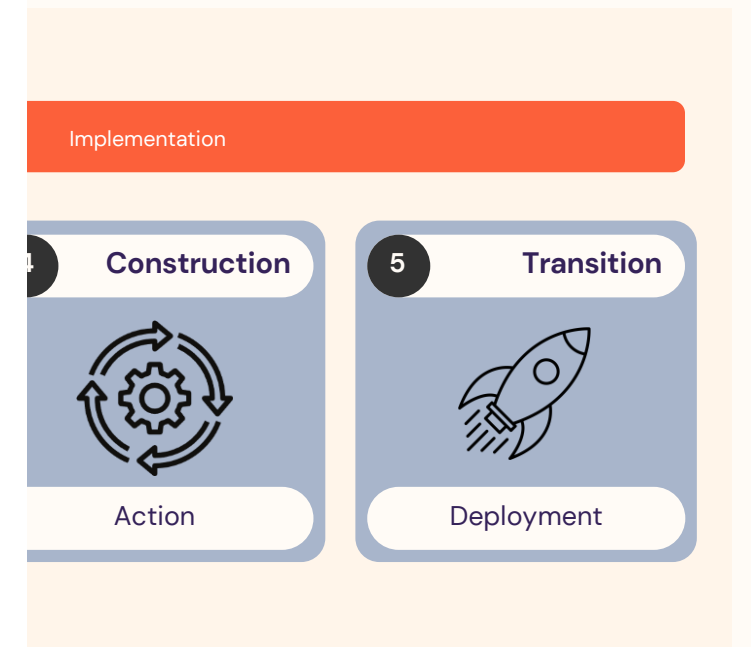 Implementation
4 Construction
5 Transition
Action
Deployment